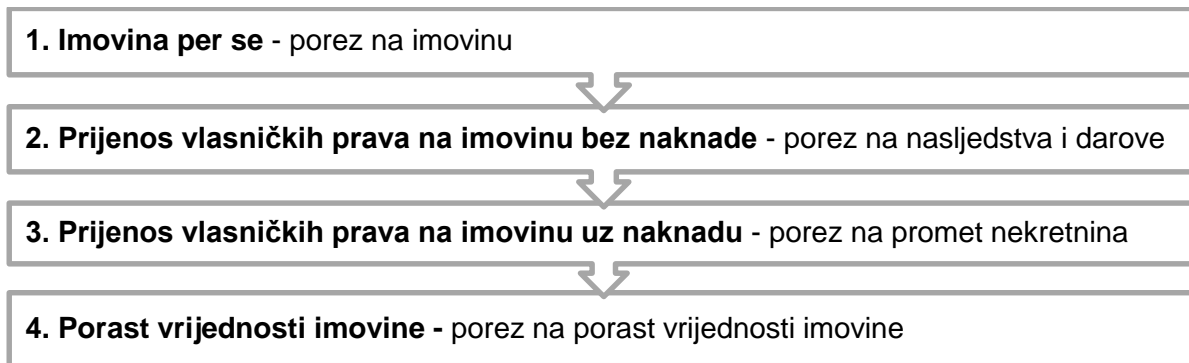 1. Imovina per se - porez na imovinu
2. Prijenos vlasničkih prava na imovinu bez naknade - porez na nasljedstva i darove
3. Prijenos vlasničkih prava na imovinu uz naknadu - porez na promet nekretnina
4. Porast vrijednosti imovine - porez na porast vrijednosti imovine